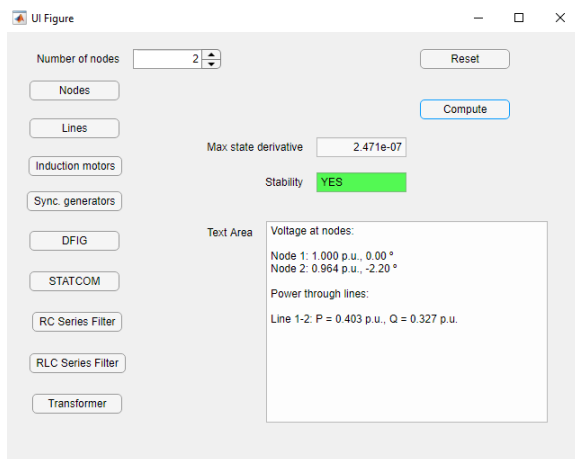 UI Figure
Number of nodes 2 Reset
Nodes
Compute
Lines
Max state derivative 2.471e-07
Induction motors
Stability YES
Sync. generators
Text Area
Voltage at nodes:
Node 1: 1.000 p.u., 0.00 º
Node 2: 0.964 p.u., -2.20 º
Power through lines:
Line 1-2: P = 0.403 p.u., Q = 0.327 p.u.
DFIG
STATCOM
RC Series Filter
RLC Series Filter
Transformer